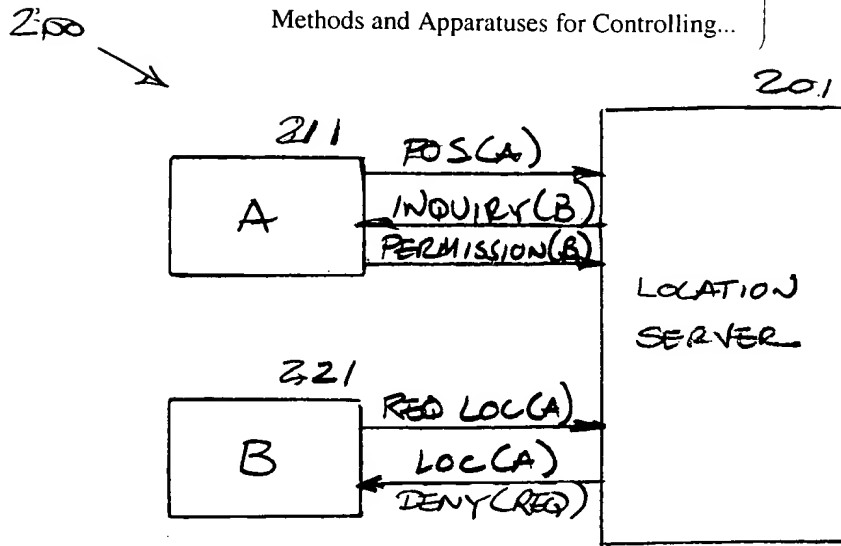 Methods and Apparatuses for Controlling...
200
201
211
A
POS(A)
INQUIRY(B)
PERMISSION(B)
LOCATION
SERVER
221
B
REQ LOC(A)
LOC(A)
DENY(REQ)